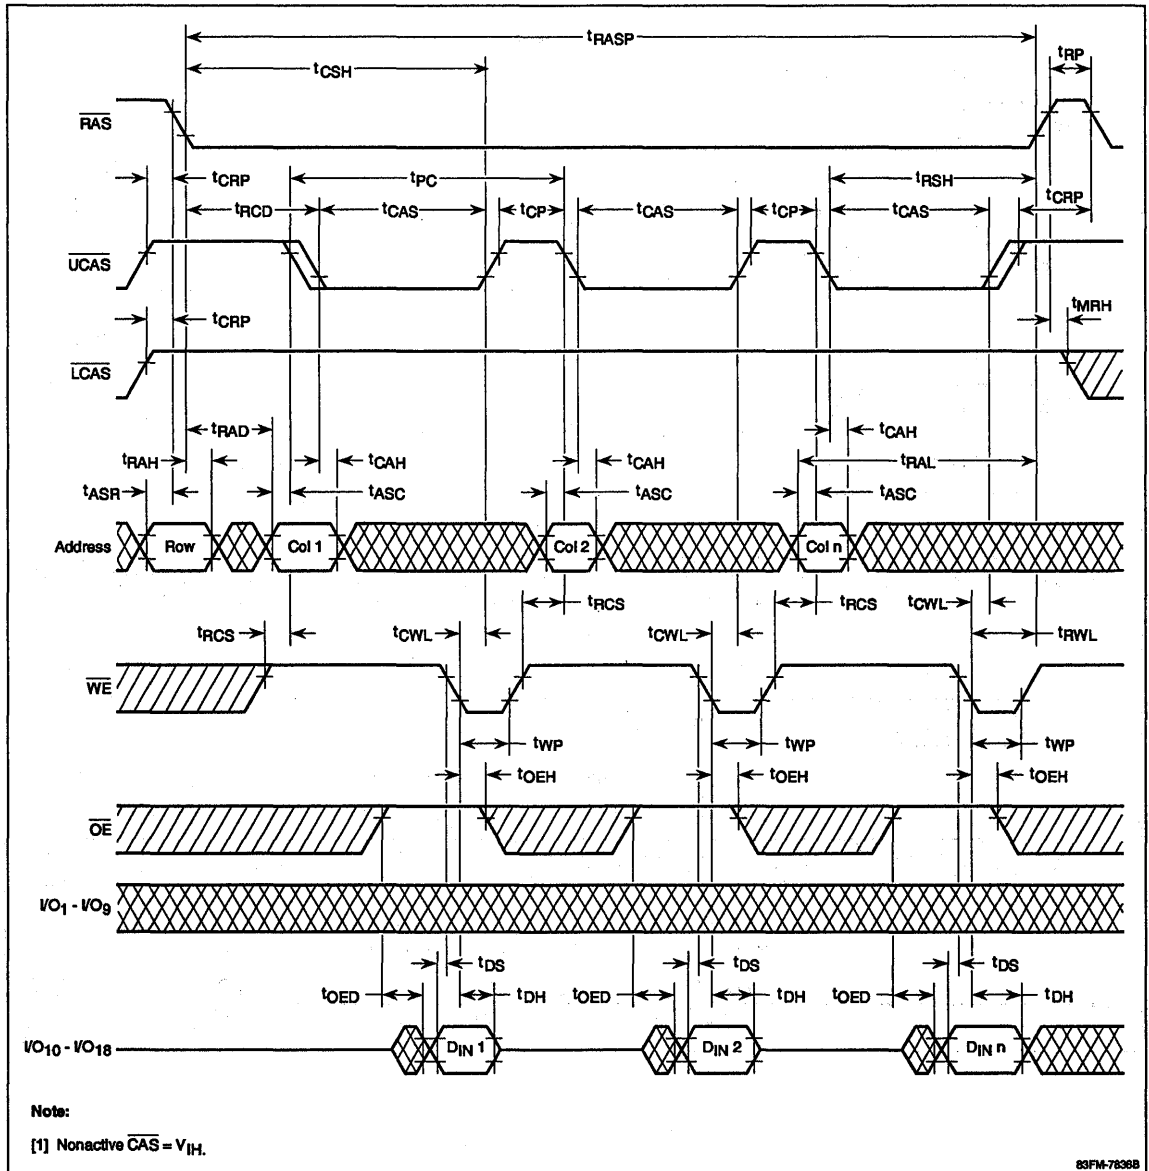 tRASP
tCSH tRP
RAS
tCRP tPC tRSH
tRCD tCAS tCP tCAS tCP tCAS tCRP
UCAS
tCRP tMRH
LCAS
tRAD tCAH
tRAH tCAH tCAH tRAL
tASR tASC tASC tASC
Address Row Col 1 Col 2 Col n
tRCS tRCS tCWL
tRCS tCWL tCWL tRWL
WE
tWP tWP tWP
tOEH tOEH tOEH
OE
I/O1 - I/O9
tDS tDS tDS
tOED tDH tOED tDH tOED tDH
I/O10 - I/O18 DIN 1 DIN 2 DIN n
Note:
[1] Nonactive CAS = VIH.
83FM-7836B